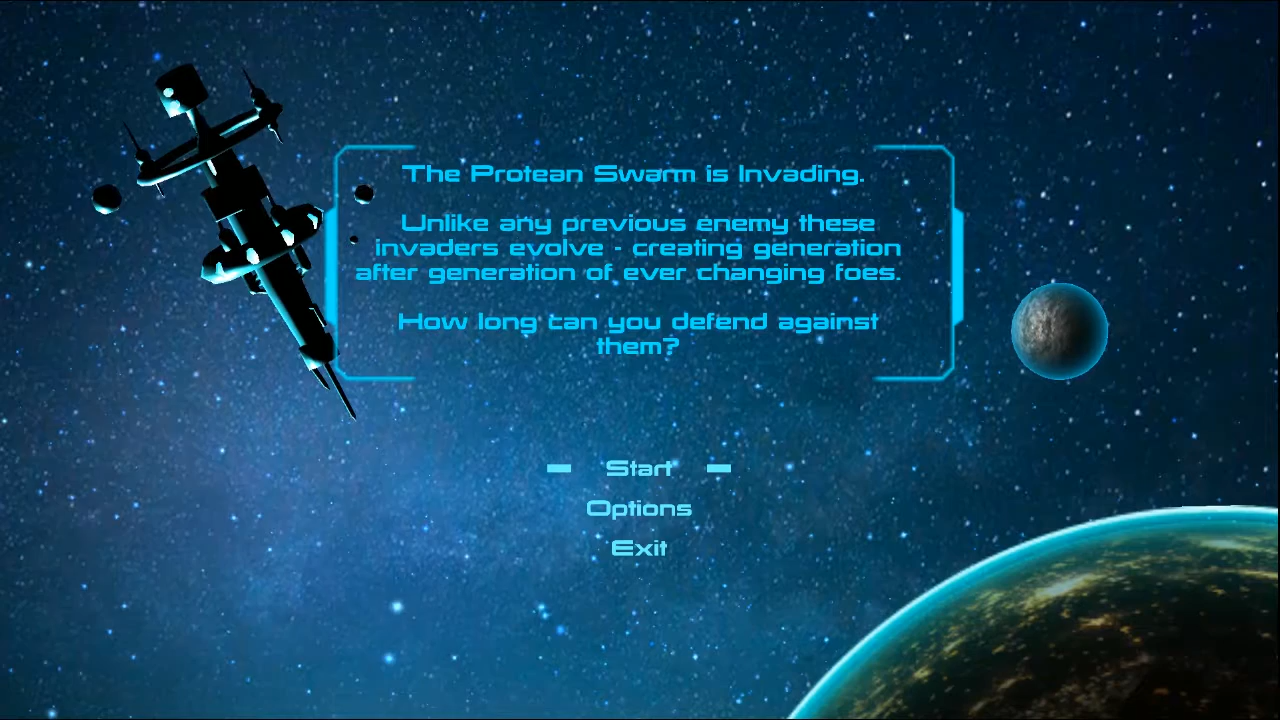 The Protean Swarm is Invading.
Unlike any previous enemy these
invaders evolve - creating generation
after generation of ever changing foes.
How long can you defend against
them?
Start
Options
Exit